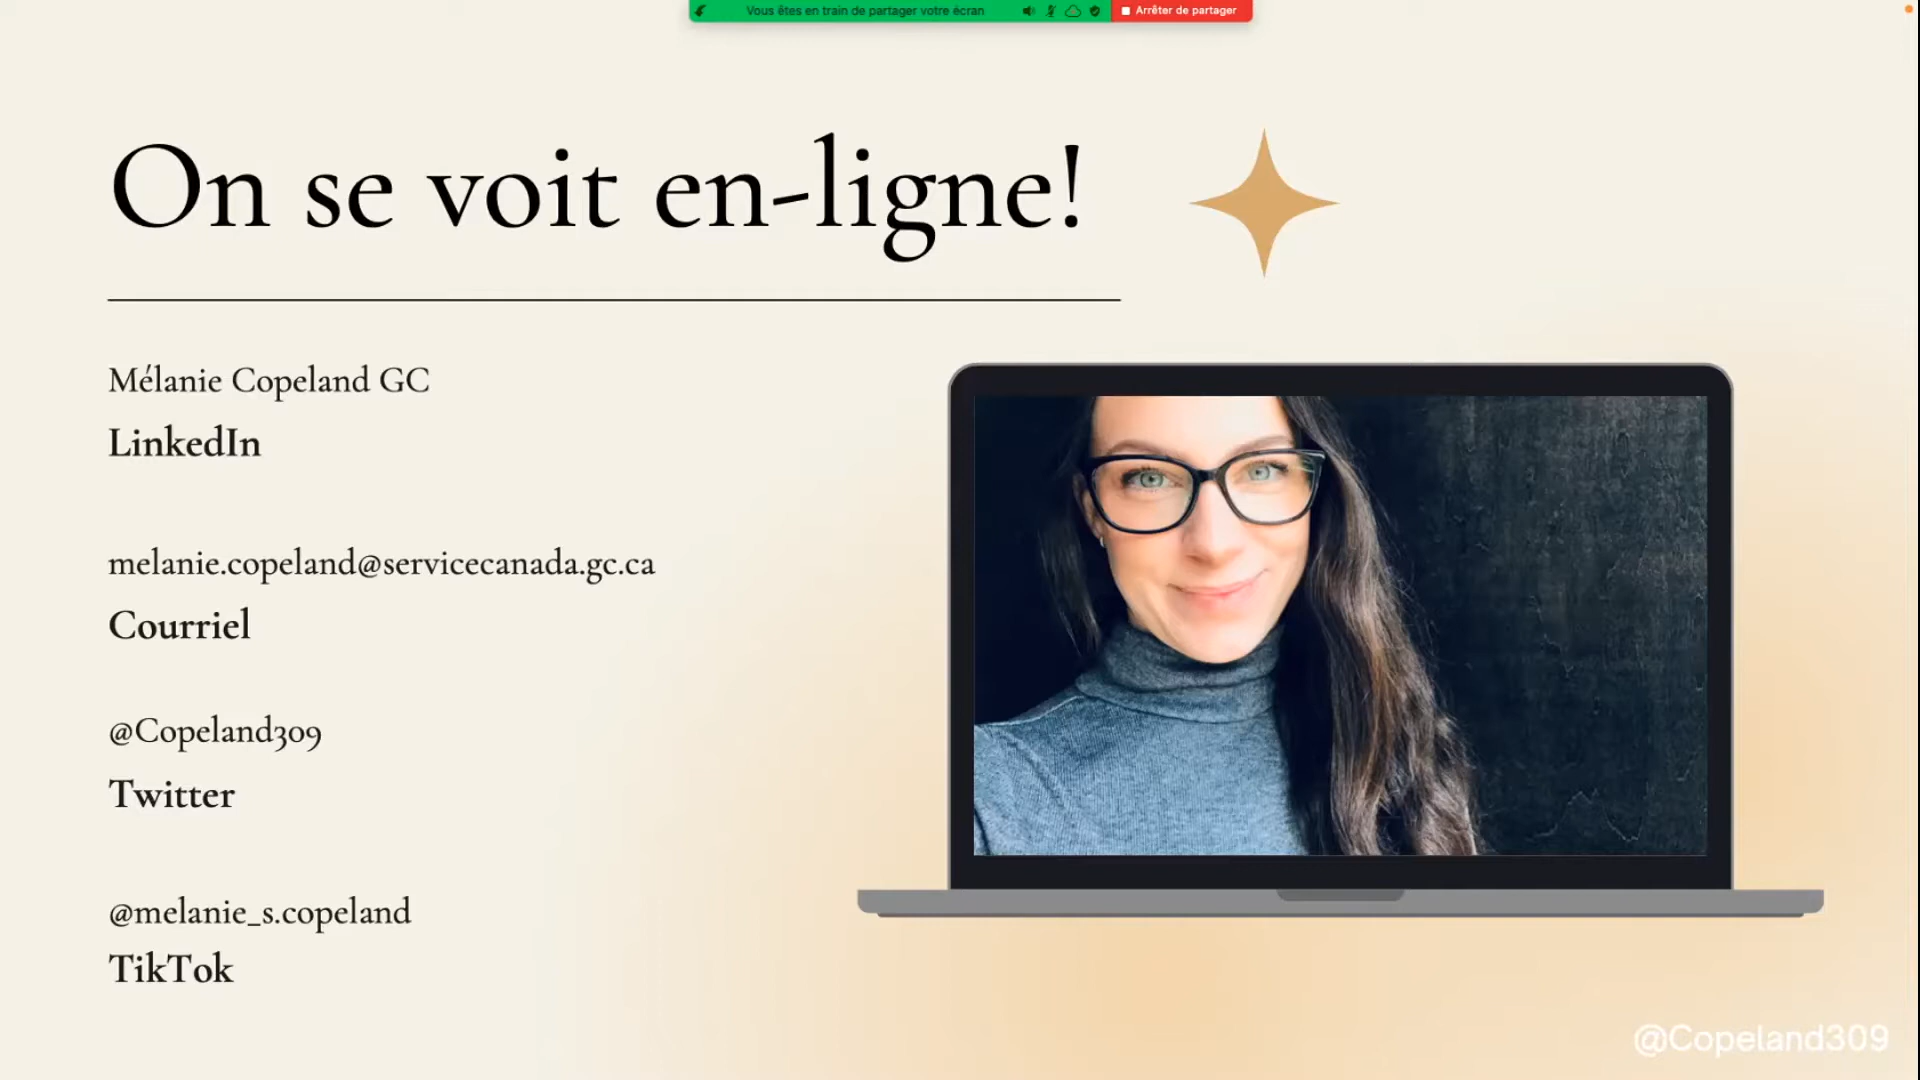 Vous êtes en train de partager votre écran
Arrêter de partager
On se voit en-ligne!
Mélanie Copeland GC
LinkedIn
melanie.copeland@servicecanada.gc.ca
Courriel
@Copeland309
Twitter
@melanie_s.copeland
TikTok
@Copeland309